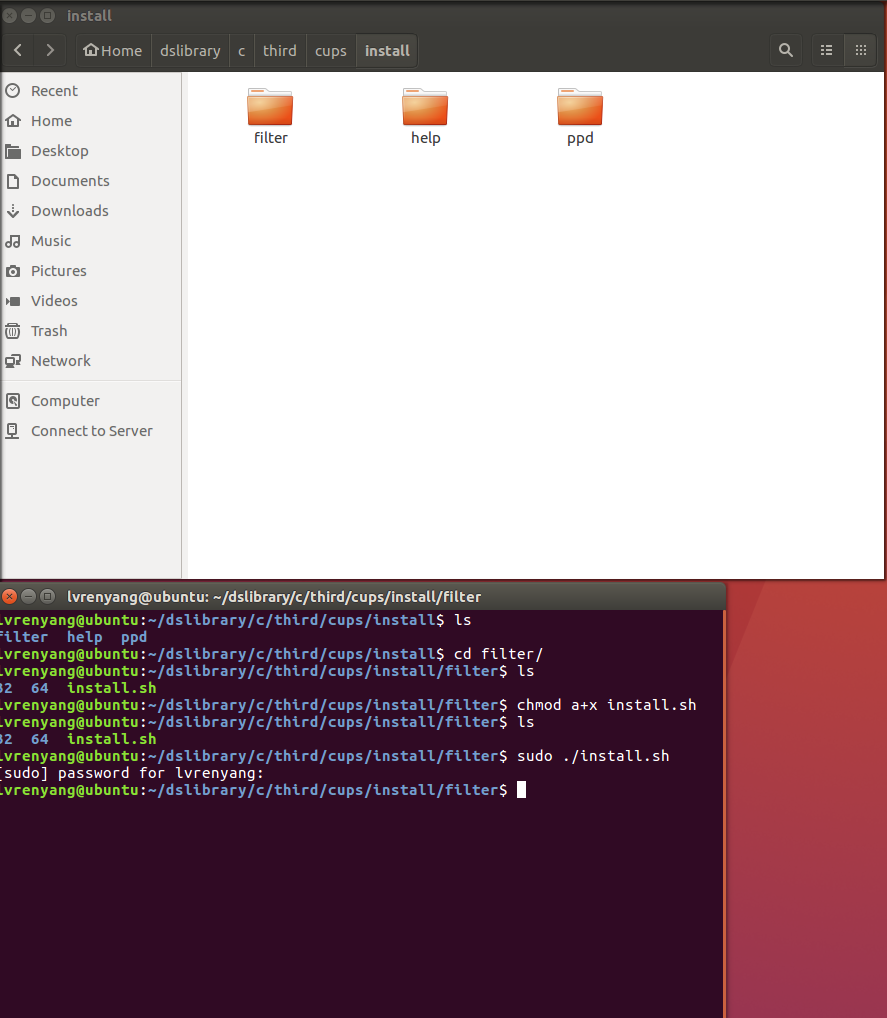 install
Home dslibrary c third cups install
Recent
Home
Desktop
Documents
Downloads
Music
Pictures
Videos
Trash
Network
Computer
Connect to Server
filter help ppd
lvrenyang@ubuntu: ~/dslibrary/c/third/cups/install/filter
lvrenyang@ubuntu:~/dslibrary/c/third/cups/install$ ls
filter  help  ppd
lvrenyang@ubuntu:~/dslibrary/c/third/cups/install$ cd filter/
lvrenyang@ubuntu:~/dslibrary/c/third/cups/install/filter$ ls
32  64  install.sh
lvrenyang@ubuntu:~/dslibrary/c/third/cups/install/filter$ chmod a+x install.sh
lvrenyang@ubuntu:~/dslibrary/c/third/cups/install/filter$ ls
32  64  install.sh
lvrenyang@ubuntu:~/dslibrary/c/third/cups/install/filter$ sudo ./install.sh
[sudo] password for lvrenyang:
lvrenyang@ubuntu:~/dslibrary/c/third/cups/install/filter$